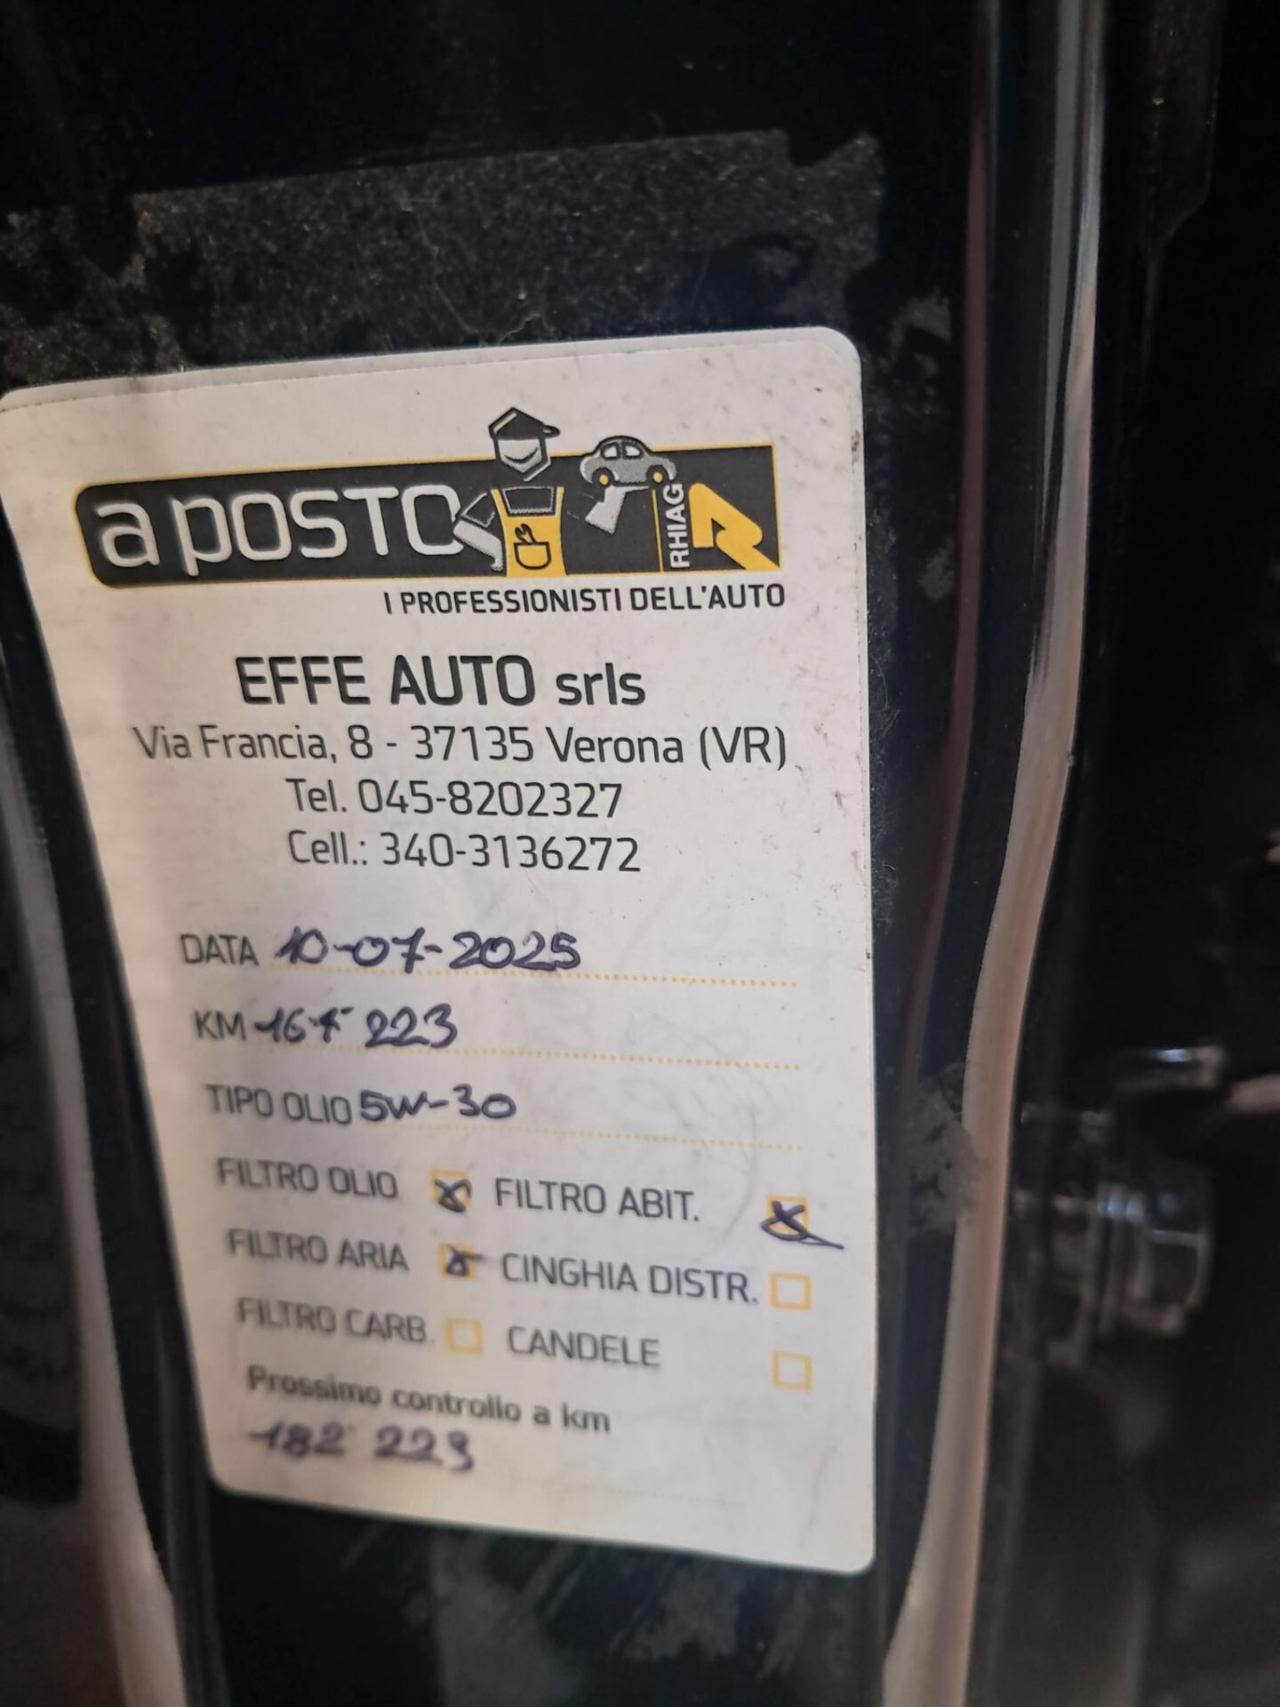 a POSTO
RHIAG
I PROFESSIONISTI DELL'AUTO
EFFE AUTO srls
Via Francia, 8 - 37135 Verona (VR)
Tel. 045-8202327
Cell.: 340-3136272
DATA 10-07-2025
KM 167 223
TIPO OLIO 5W-30
FILTRO OLIO FILTRO ABIT.
FILTRO ARIA CINGHIA DISTR.
FILTRO CARB. CANDELE
Prossimo controllo a km
182 223